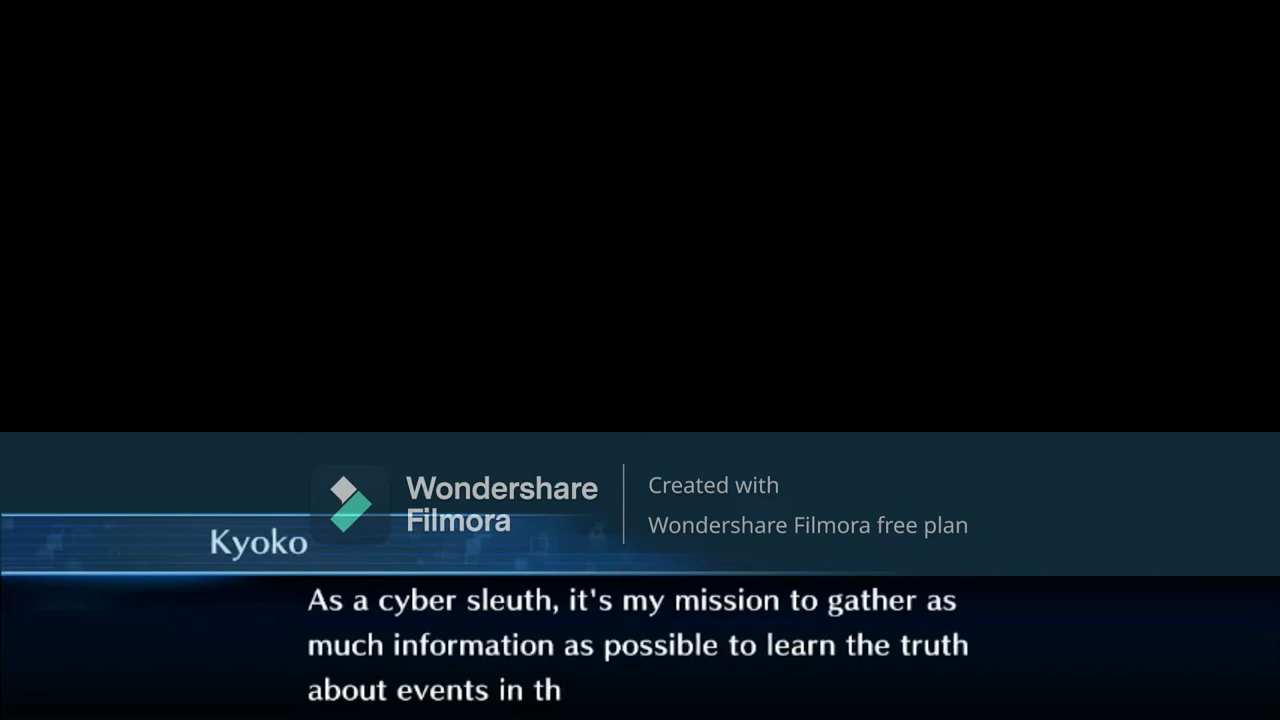 Wondershare
Filmora
Created with
Wondershare Filmora free plan
Kyoko
As a cyber sleuth, it's my mission to gather as
much information as possible to learn the truth
about events in th